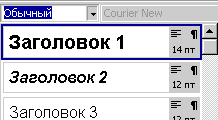 Обычный Courier New
Заголовок 1 ¶
14 пт
Заголовок 2 ¶
12 пт
Заголовок 3 ¶
12 пт